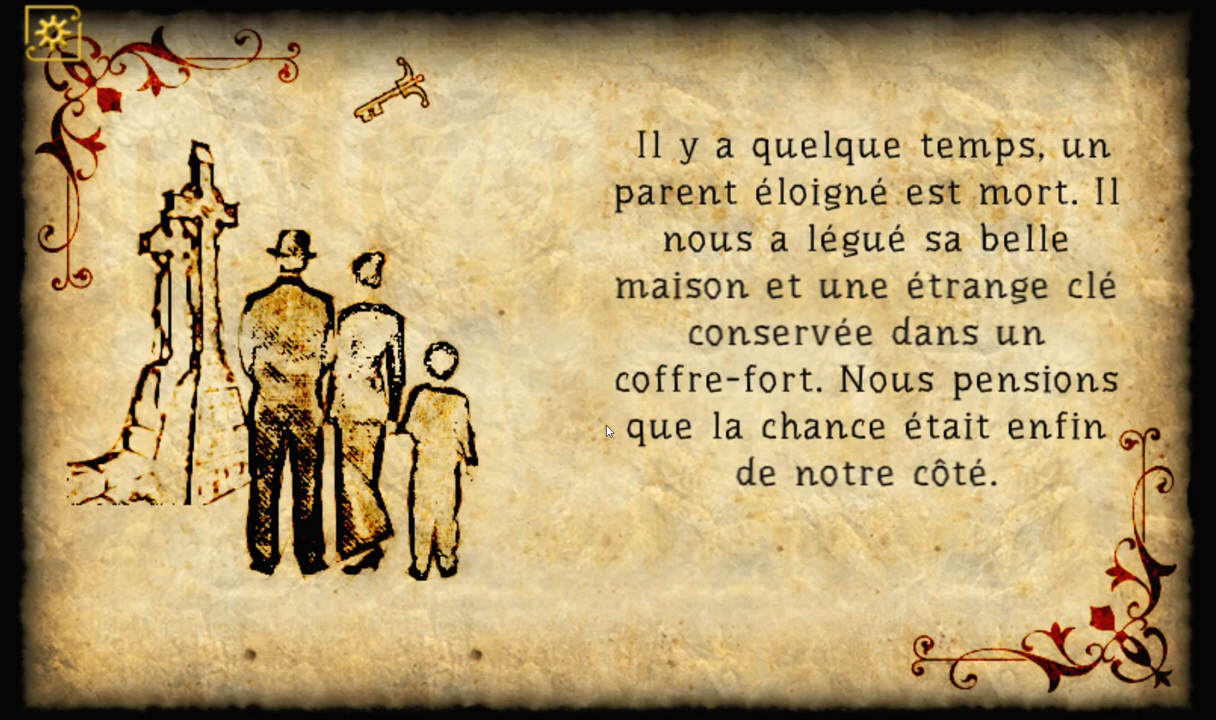 Il y a quelque temps, un
parent éloigné est mort. Il
nous a légué sa belle
maison et une étrange clé
conservée dans un
coffre-fort. Nous pensions
que la chance était enfin
de notre côté.